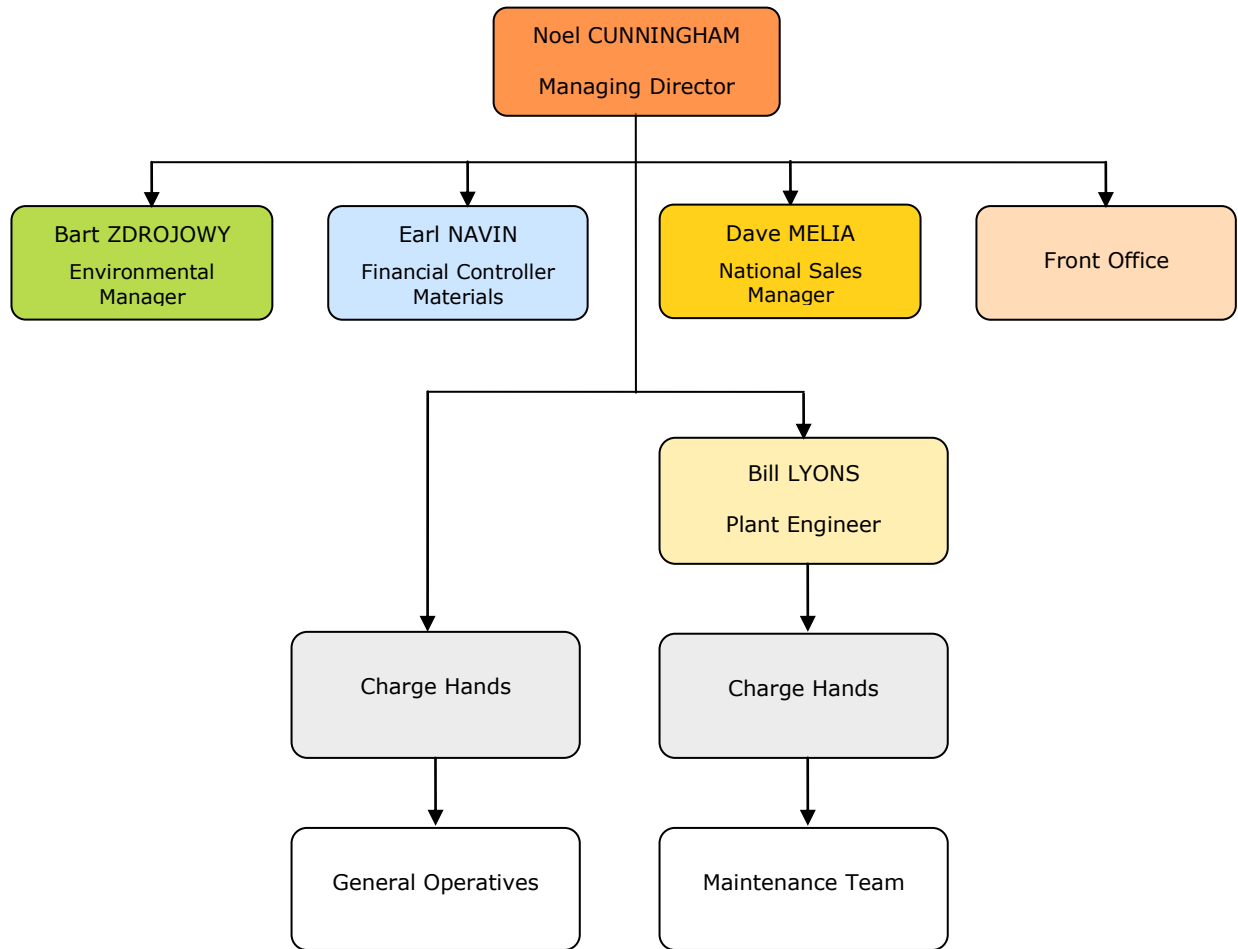 Noel CUNNINGHAM
Managing Director
Bart ZDROJOWY
Environmental
Manager
Earl NAVIN
Financial Controller
Materials
Dave MELIA
National Sales
Manager
Front Office
Bill LYONS
Plant Engineer
Charge Hands
Charge Hands
General Operatives
Maintenance Team